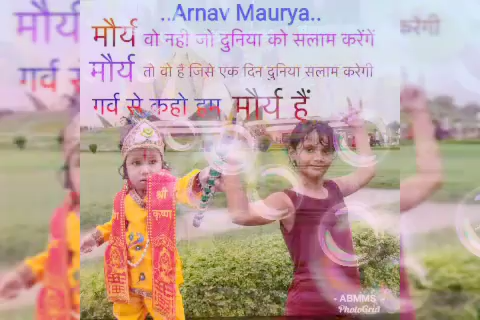 ..Arnav Maurya..
मौर्य वो नही जो दुनिया को सलाम करेंगें
मौर्य तो वो है जिसे एक दिन दुनिया सलाम करेगी
गर्व से कहो हम मौर्य हैं
श्री
कृष्ण
- ABMMS -
PhotoGrid